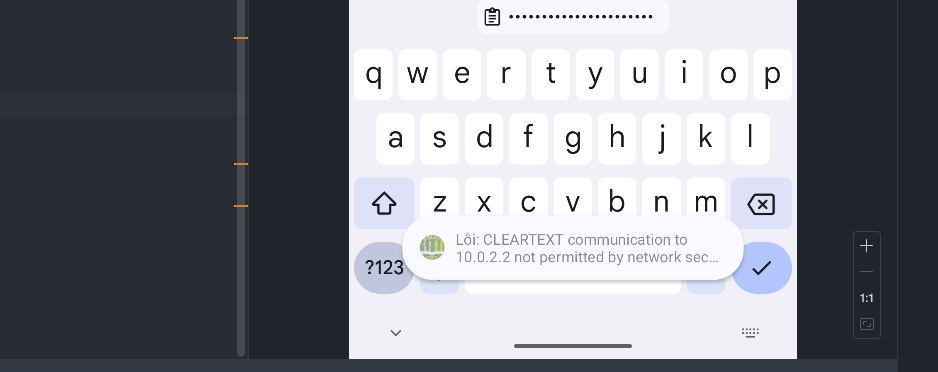 ••••••••••••••••••••••
q w e r t y u i o p
a s d f g h j k l
z x c v b n m
Lỗi: CLEARTEXT communication to
10.0.2.2 not permitted by network sec...
?123
1:1